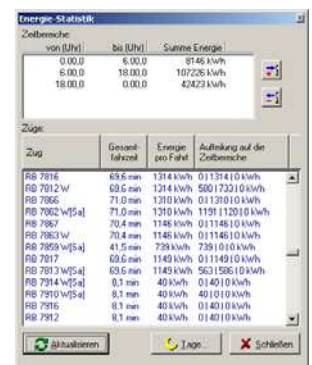 Energie-Statistik
Zeitbereiche:
von (Uhr) bis (Uhr) Summe Energie
0.00,0 6.00,0 8146 kWh
6.00,0 18.00,0 107226 kWh
18.00,0 0.00,0 42423 kWh
Züge:
Zug Gesamt-fahrzeit Energie pro Fahrt Aufteilung auf die Zeitbereiche
RB 7816 69,6 min 1314 kWh 0 | 1314 | 0 kWh
RB 7812 W 69,6 min 1314 kWh 580 | 733 | 0 kWh
RB 7866 71,0 min 1310 kWh 0 | 1310 | 0 kWh
RB 7862 W[Sa] 71,0 min 1310 kWh 1191 | 120 | 0 kWh
RB 7867 70,4 min 1146 kWh 0 | 1146 | 0 kWh
RB 7863 W 70,4 min 1146 kWh 0 | 1146 | 0 kWh
RB 7859 W[Sa] 41,5 min 739 kWh 739 | 0 | 0 kWh
RB 7817 69,6 min 1149 kWh 0 | 1149 | 0 kWh
RB 7813 W[Sa] 69,6 min 1149 kWh 563 | 586 | 0 kWh
RB 7914 W[Sa] 8,1 min 40 kWh 0 | 40 | 0 kWh
RB 7910 W[Sa] 8,1 min 40 kWh 40 | 0 | 0 kWh
RB 7916 8,1 min 40 kWh 0 | 40 | 0 kWh
RB 7912 8,1 min 40 kWh 0 | 40 | 0 kWh
Aktualisieren Tage... Schließen